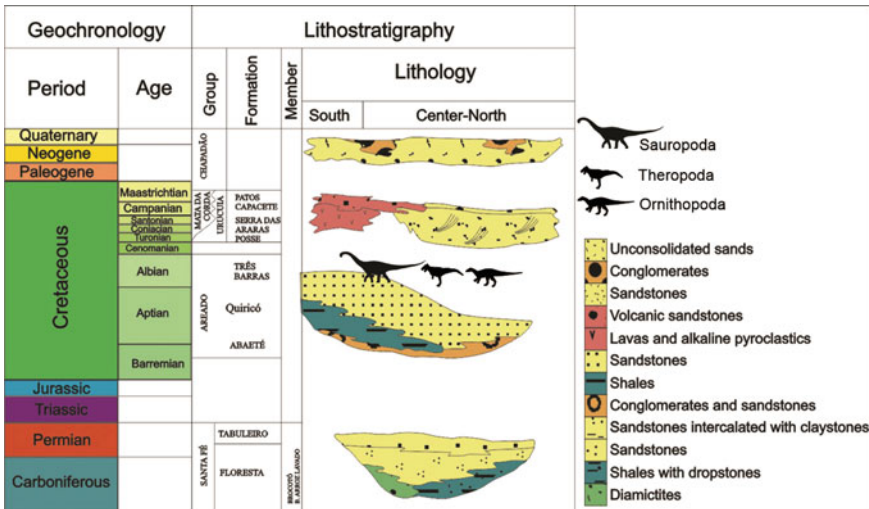 Geochronology
Lithostratigraphy
Period
Age
Group
Formation
Member
Lithology
South
Center-North
Quaternary
Neogene
Paleogene
Cretaceous
Jurassic
Triassic
Permian
Carboniferous
Maastrichtian
Campanian
Santonian
Coniacian
Turonian
Cenomanian
Albian
Aptian
Barremian
CHAPADÃO
MATA DA
CORDA
URUCUIA
AREADO
SANTA FÉ
PATOS
CAPACETE
SERRA DAS
ARARAS
POSSE
TRÊS
BARRAS
Quiricó
ABAETÉ
TABULEIRO
FLORESTA
BROCOTÓ
B. ARROZ LAVADO
Sauropoda
Theropoda
Ornithopoda
Unconsolidated sands
Conglomerates
Sandstones
Volcanic sandstones
Lavas and alkaline pyroclastics
Sandstones
Shales
Conglomerates and sandstones
Sandstones intercalated with claystones
Sandstones
Shales with dropstones
Diamictites